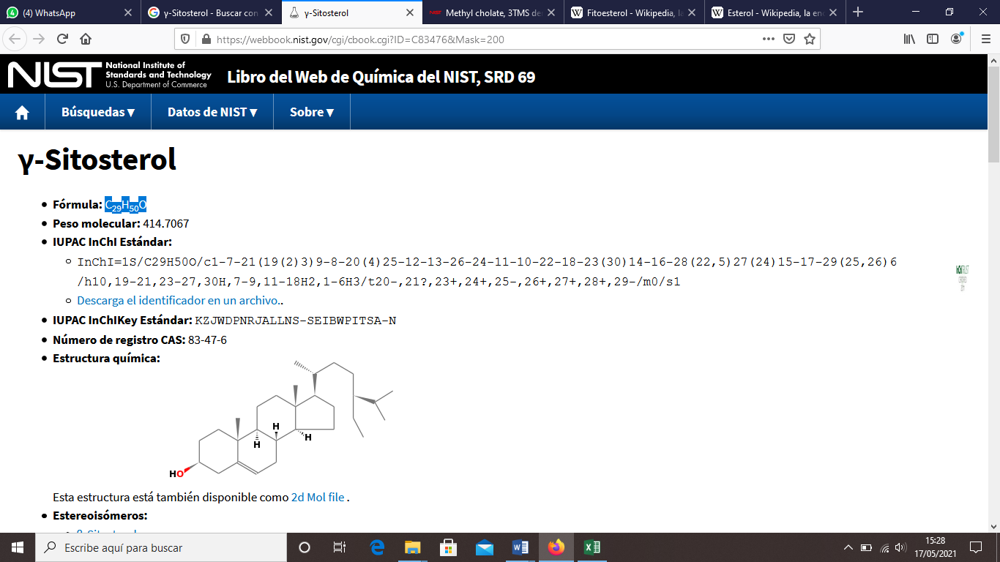 (4) WhatsApp
γ-Sitosterol - Buscar con
γ-Sitosterol
Methyl cholate, 3TMS de
Fitoesterol - Wikipedia, la
Esterol - Wikipedia, la en
https://webbook.nist.gov/cgi/cbook.cgi?ID=C83476&Mask=200
NIST
National Institute of
Standards and Technology
U.S. Department of Commerce
Libro del Web de Química del NIST, SRD 69
Búsquedas ▾ Datos de NIST ▾ Sobre ▾
γ-Sitosterol
• Fórmula: C29H50O
• Peso molecular: 414.7067
• IUPAC InChI Estándar:
InChI=1S/C29H50O/c1-7-21(19(2)3)9-8-20(4)25-12-13-26-24-11-10-22-18-23(30)14-16-28(22,5)27(24)15-17-29(25,26)6
/h10,19-21,23-27,30H,7-9,11-18H2,1-6H3/t20-,21?,23+,24+,25-,26+,27+,28+,29-/m0/s1
Descarga el identificador en un archivo..
• IUPAC InChIKey Estándar: KZJWDPNRJALLNS-SEIBWPITSA-N
• Número de registro CAS: 83-47-6
• Estructura química:
H
H
H
HO
Esta estructura está también disponible como 2d Mol file .
• Estereoisómeros:
Escribe aquí para buscar
15:28
17/05/2021